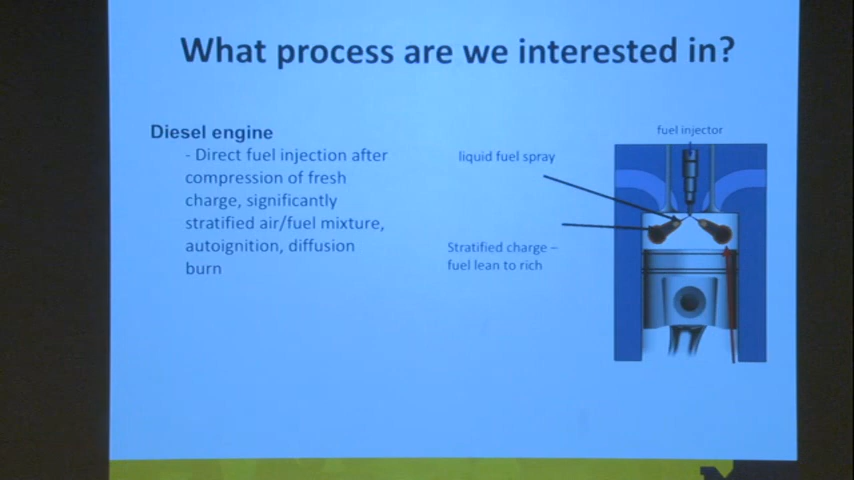 What process are we interested in?
Diesel engine
- Direct fuel injection after
compression of fresh
charge, significantly
stratified air/fuel mixture,
autoignition, diffusion
burn
liquid fuel spray
Stratified charge –
fuel lean to rich
fuel injector